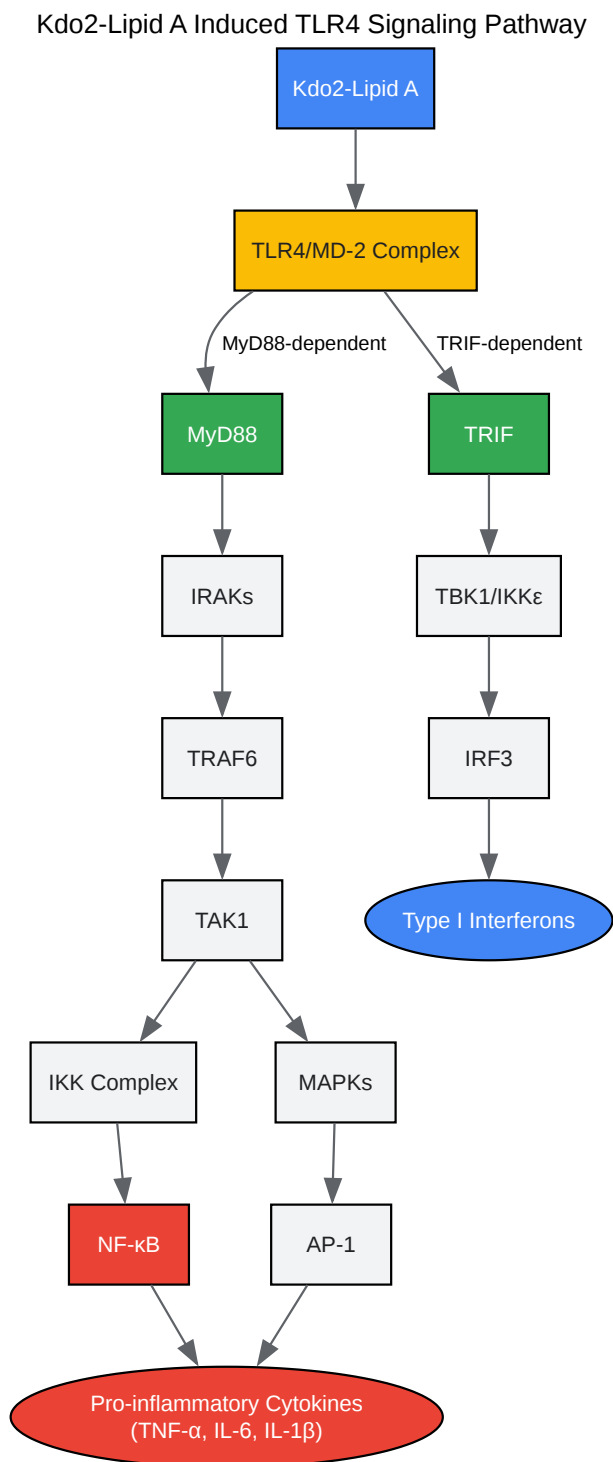 Kdo2-Lipid A Induced TLR4 Signaling Pathway
Kdo2-Lipid A
TLR4/MD-2 Complex
MyD88-dependent
TRIF-dependent
MyD88
TRIF
IRAKs
TBK1/IKKε
TRAF6
IRF3
TAK1
Type I Interferons
IKK Complex
MAPKs
NF-κB
AP-1
Pro-inflammatory Cytokines
(TNF-α, IL-6, IL-1β)